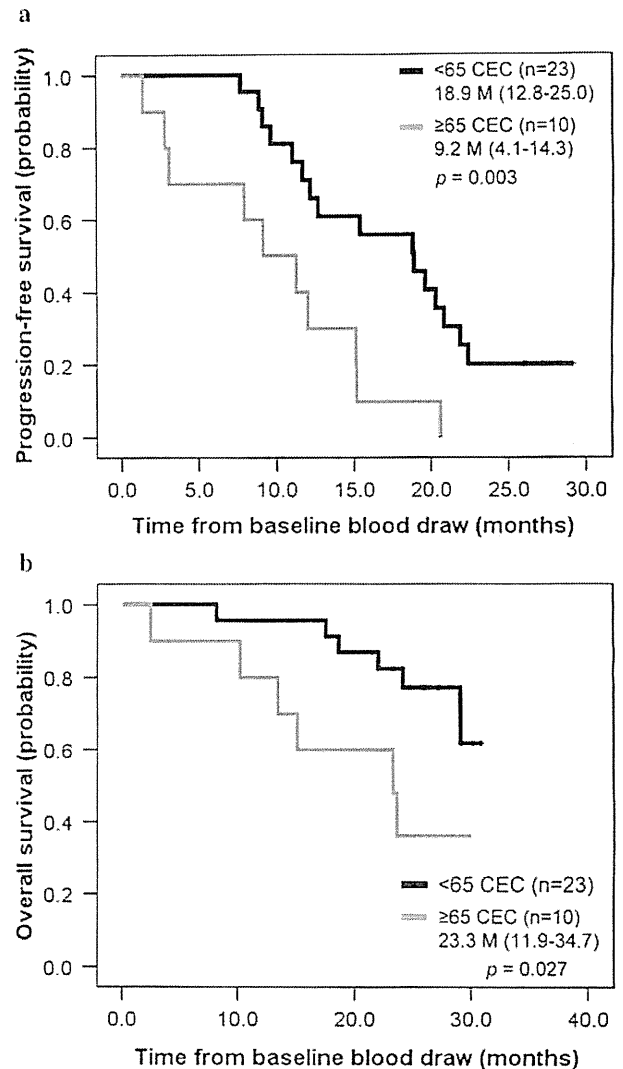 a
Progression-free survival (probability)
1.0
0.8
0.6
0.4
0.2
0.0
<65 CEC (n=23)
18.9 M (12.8-25.0)
≥65 CEC (n=10)
9.2 M (4.1-14.3)
p = 0.003
0.0 5.0 10.0 15.0 20.0 25.0 30.0
Time from baseline blood draw (months)
b
Overall survival (probability)
1.0
0.8
0.6
0.4
0.2
0.0
<65 CEC (n=23)
≥65 CEC (n=10)
23.3 M (11.9-34.7)
p = 0.027
0.0 10.0 20.0 30.0 40.0
Time from baseline blood draw (months)